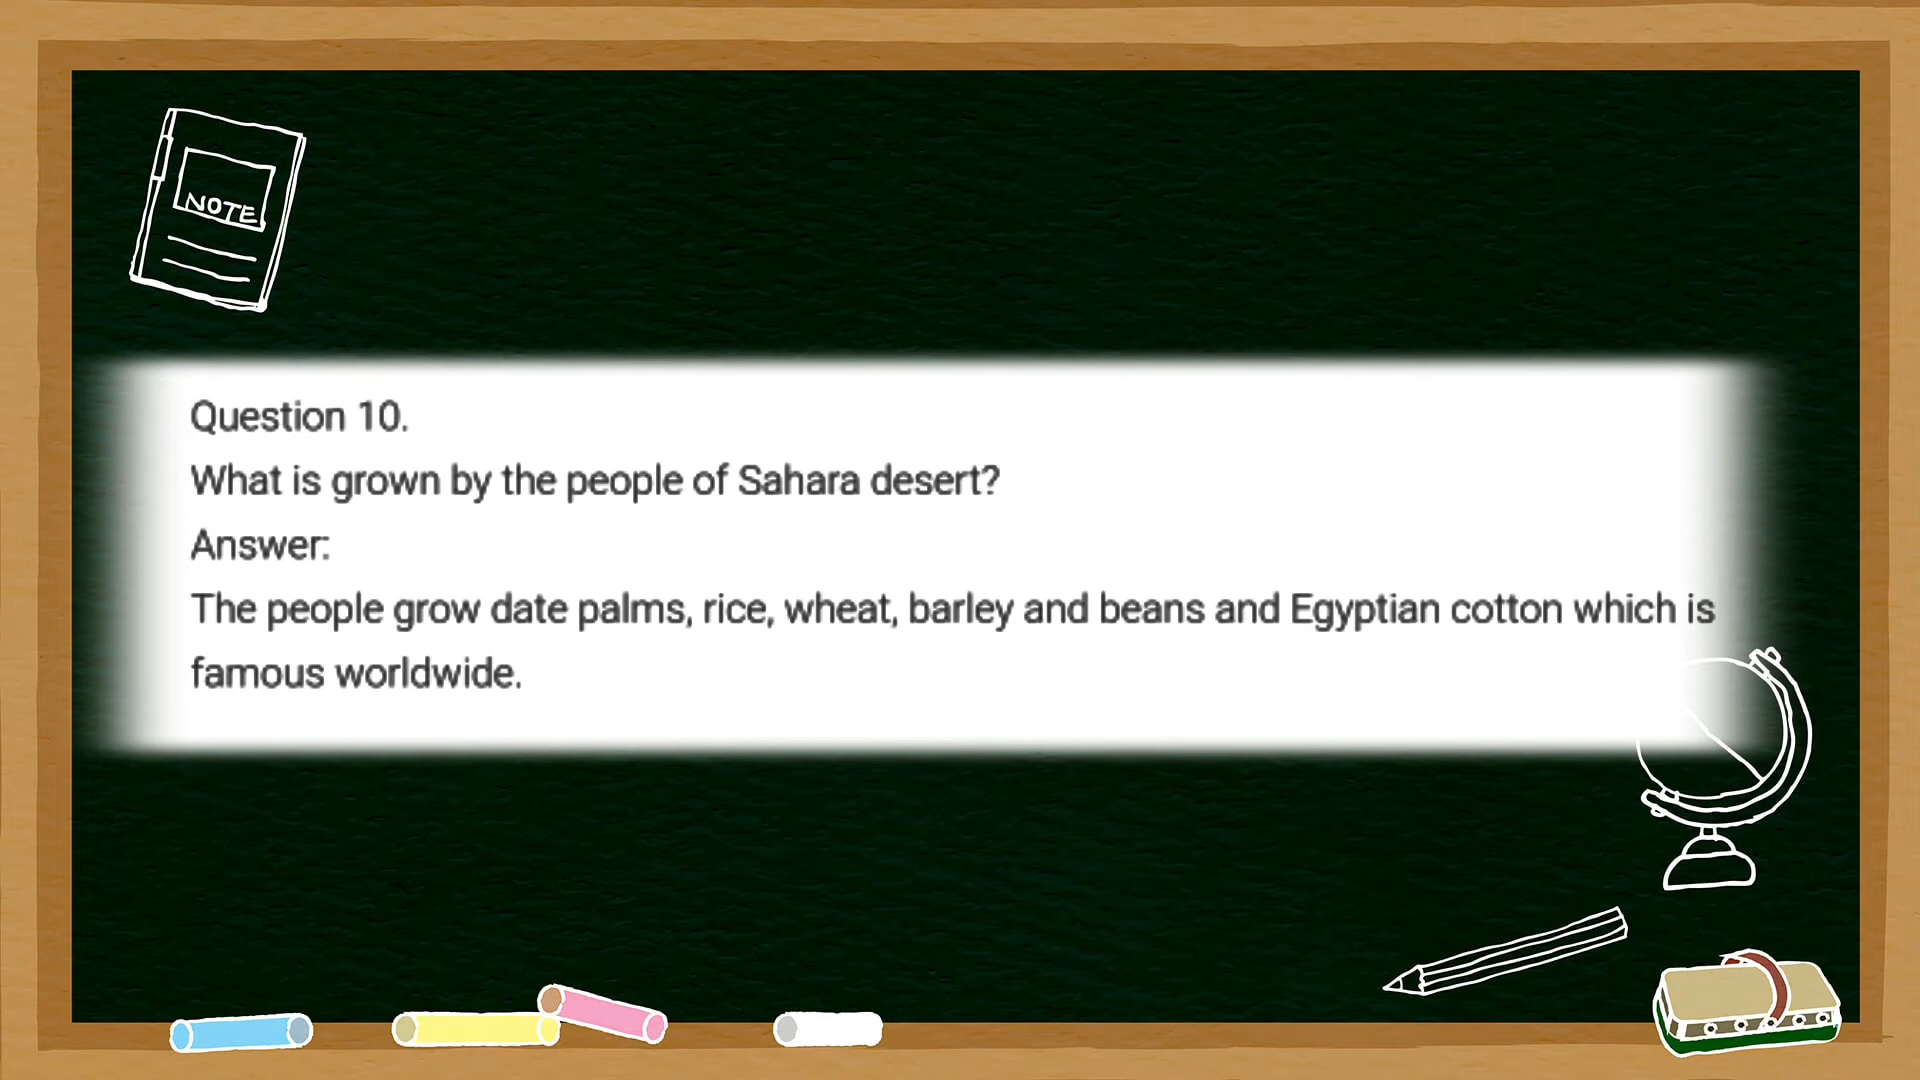 NOTE
Question 10.
What is grown by the people of Sahara desert?
Answer:
The people grow date palms, rice, wheat, barley and beans and Egyptian cotton which is
famous worldwide.